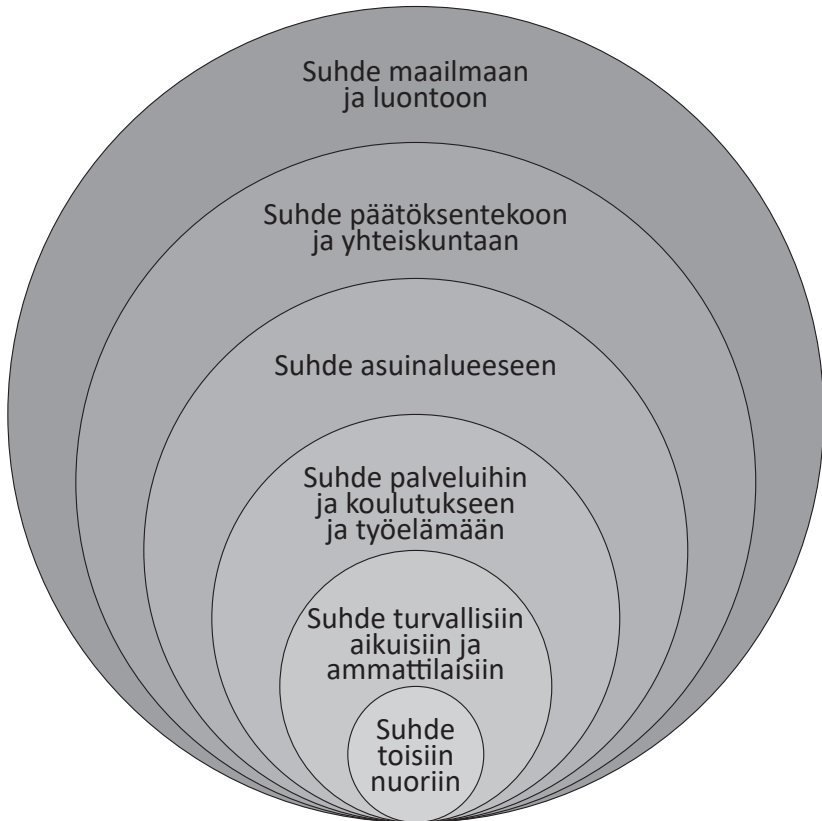 Suhde maailmaan
ja luontoon
Suhde päätöksentekoon
ja yhteiskuntaan
Suhde asuinalueeseen
Suhde palveluihin
ja koulutukseen
ja työelämään
Suhde turvallisiin
aikuisiin ja
ammattilaisiin
Suhde
toisiin
nuoriin